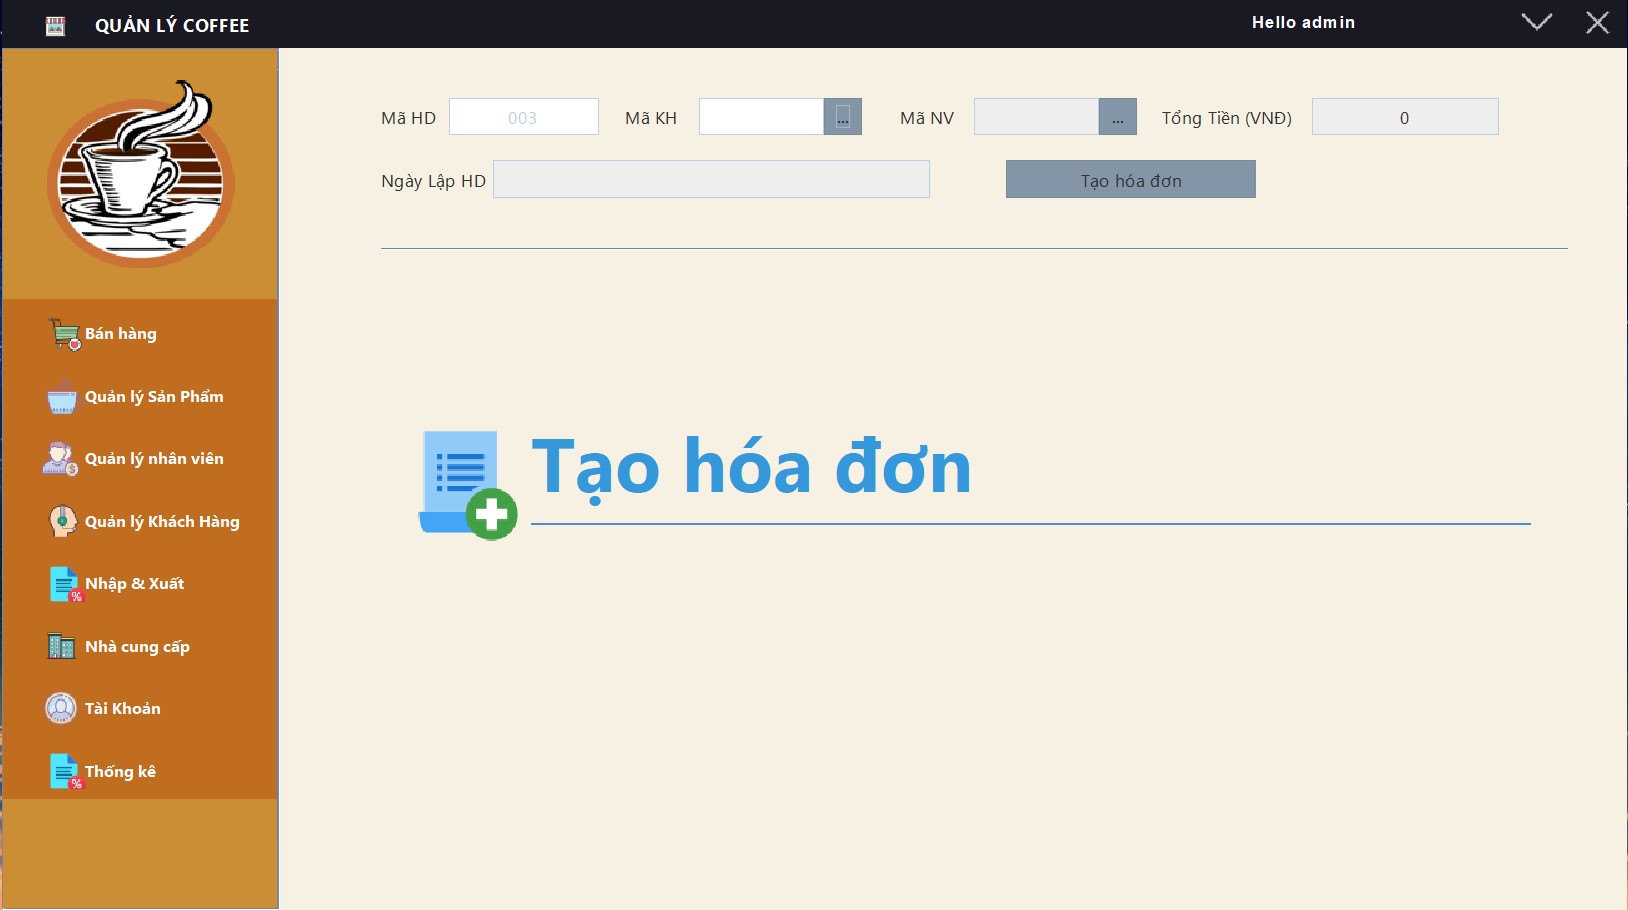 QUẢN LÝ COFFEE
Hello admin
Mã HD 003 Mã KH ... Mã NV ... Tổng Tiền (VNĐ) 0
Ngày Lập HD Tạo hóa đơn
Tạo hóa đơn
Bán hàng
Quản lý Sản Phẩm
Quản lý nhân viên
Quản lý Khách Hàng
Nhập & Xuất
Nhà cung cấp
Tài Khoản
Thống kê